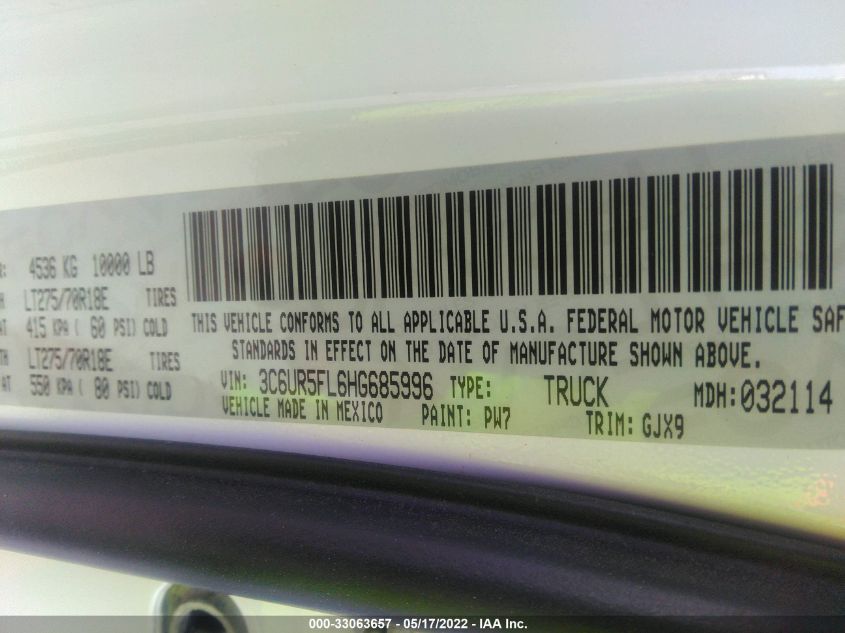 4536 KG 10000 LB
LT275/70R18E TIRES
415 KPA ( 60 PSI) COLD
LT275/70R18E TIRES
550 KPA ( 80 PSI) COLD
THIS VEHICLE CONFORMS TO ALL APPLICABLE U.S.A. FEDERAL MOTOR VEHICLE SAF
STANDARDS IN EFFECT ON THE DATE OF MANUFACTURE SHOWN ABOVE.
VIN: 3C6UR5FL6HG685996 TYPE: TRUCK MDH:032114
VEHICLE MADE IN MEXICO PAINT: PW7 TRIM: GJX9
000-33063657 - 05/17/2022 - IAA Inc.